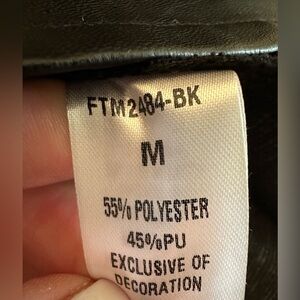 FTM2484-BK
M
55% POLYESTER
45%PU
EXCLUSIVE OF
DECORATION